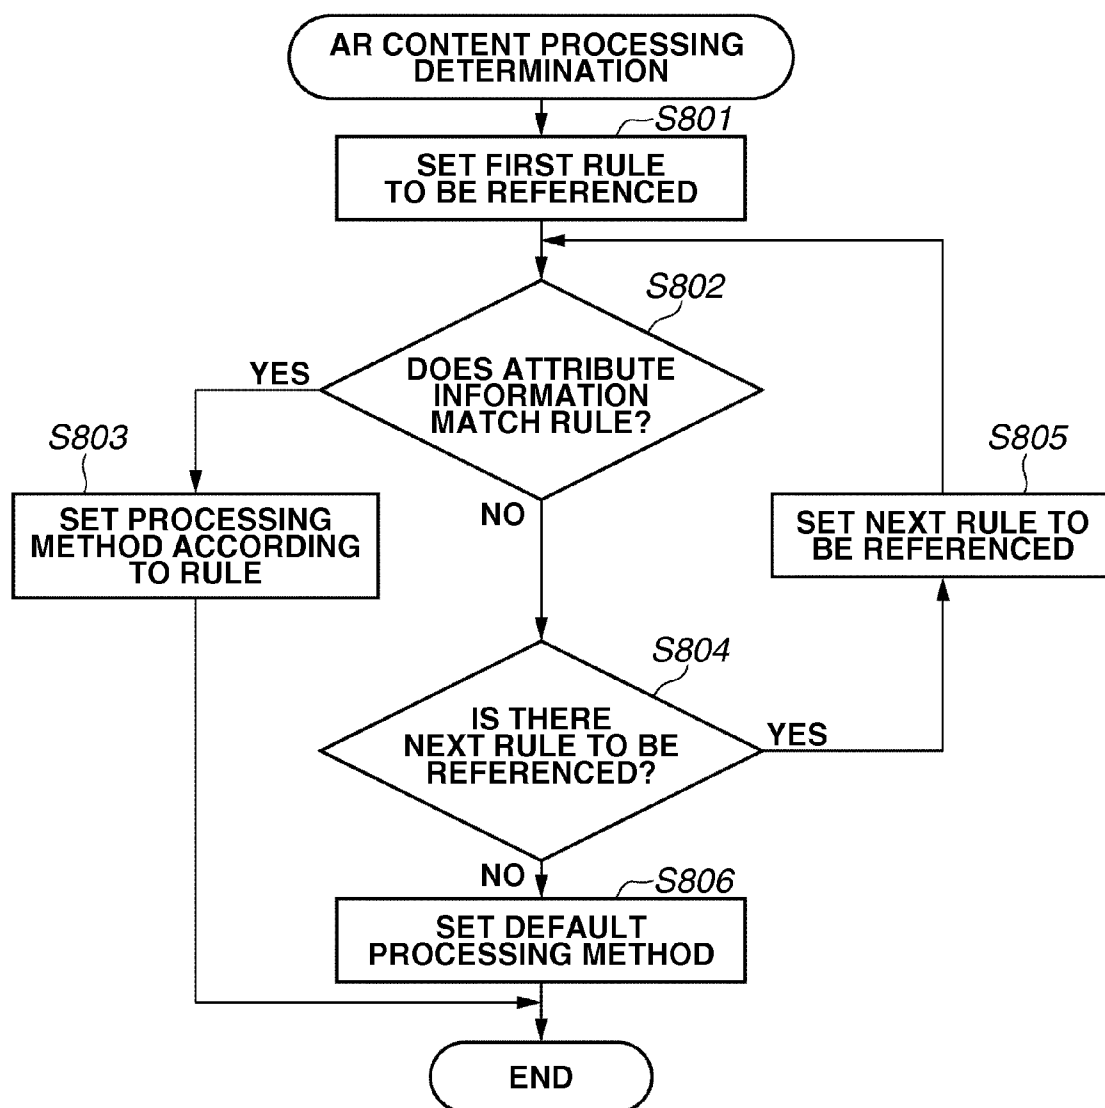 AR CONTENT PROCESSING
DETERMINATION
S801
SET FIRST RULE
TO BE REFERENCED
S802
DOES ATTRIBUTE
INFORMATION
MATCH RULE?
YES
NO
S803
SET PROCESSING
METHOD ACCORDING
TO RULE
S805
SET NEXT RULE TO
BE REFERENCED
S804
IS THERE
NEXT RULE TO BE
REFERENCED?
YES
NO
S806
SET DEFAULT
PROCESSING METHOD
END